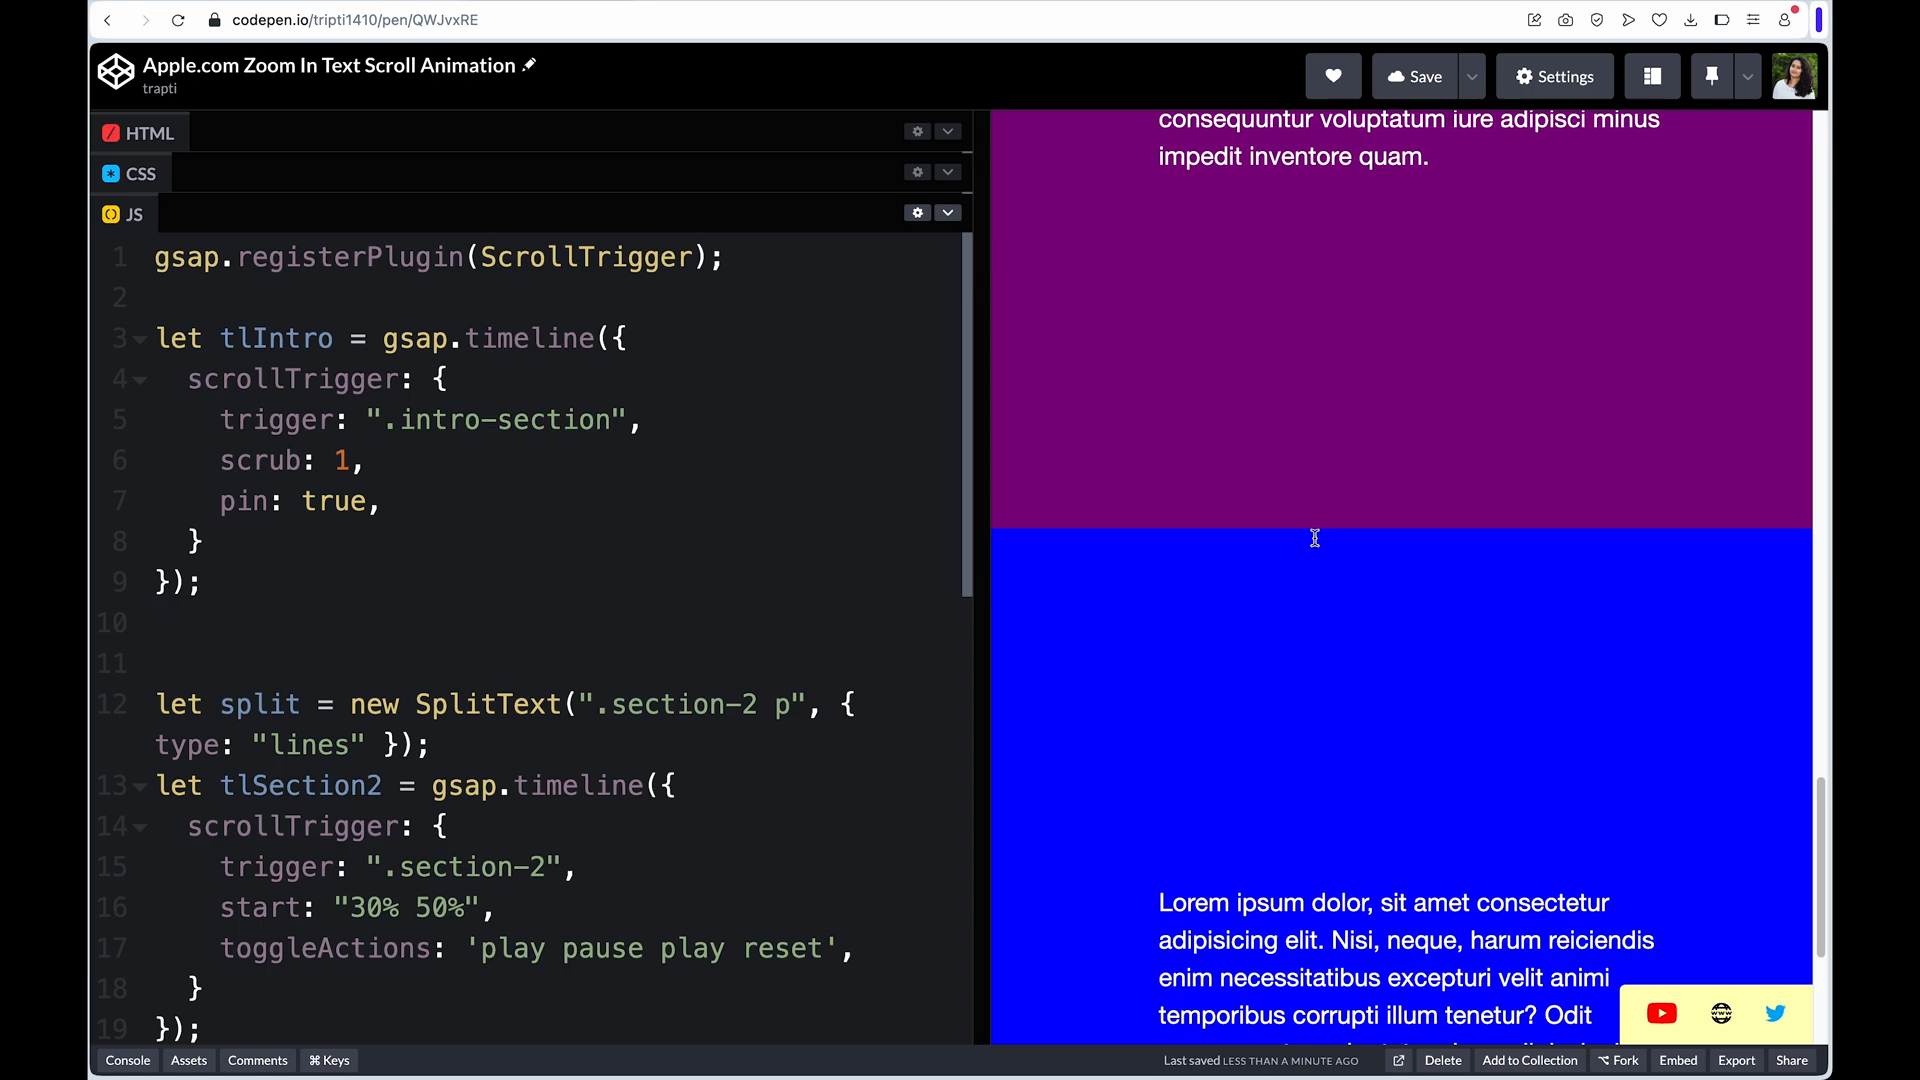 codepen.io/tripti1410/pen/QWJvxRE
Apple.com Zoom In Text Scroll Animation
trapti
Save
Settings
HTML
CSS
JS
1 gsap.registerPlugin(ScrollTrigger);
2
3 let tlIntro = gsap.timeline({
4 scrollTrigger: {
5 trigger: ".intro-section",
6 scrub: 1,
7 pin: true,
8 }
9 });
10
11
12 let split = new SplitText(".section-2 p", {
type: "lines" });
13 let tlSection2 = gsap.timeline({
14 scrollTrigger: {
15 trigger: ".section-2",
16 start: "30% 50%",
17 toggleActions: 'play pause play reset',
18 }
19 });
consequuntur voluptatum iure adipisci minus
impedit inventore quam.
Lorem ipsum dolor, sit amet consectetur
adipisicing elit. Nisi, neque, harum reiciendis
enim necessitatibus excepturi velit animi
temporibus corrupti illum tenetur? Odit
Console Assets Comments ⌘ Keys
Last saved LESS THAN A MINUTE AGO Delete Add to Collection ⌥ Fork Embed Export Share